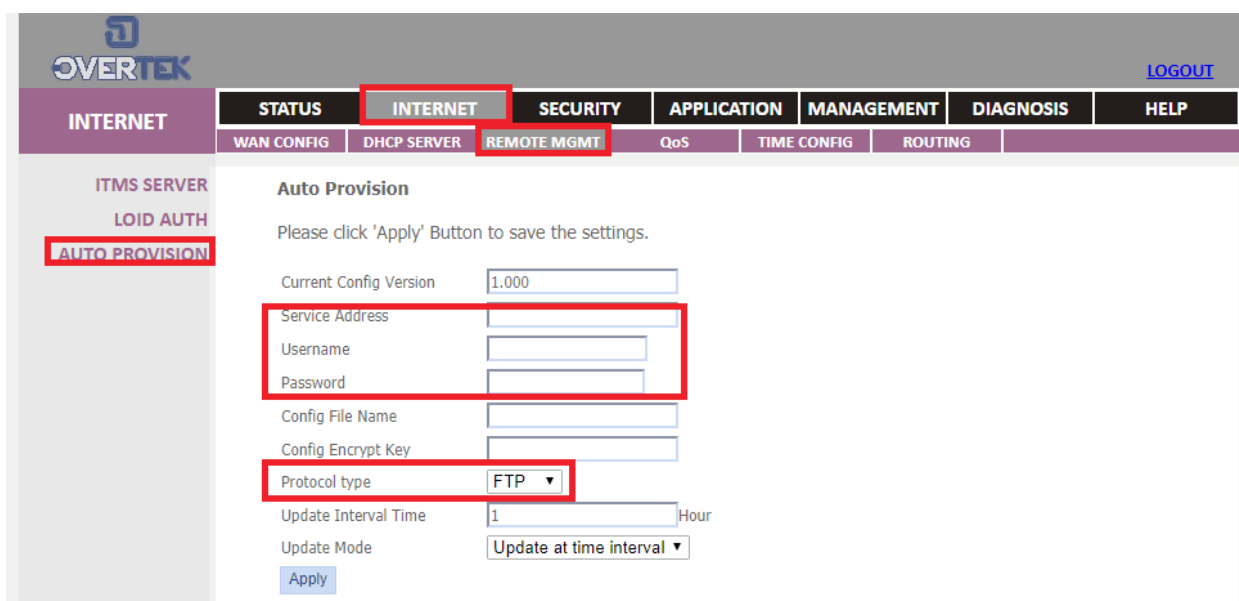 OVERTEK
LOGOUT
INTERNET
STATUS INTERNET SECURITY APPLICATION MANAGEMENT DIAGNOSIS HELP
WAN CONFIG DHCP SERVER REMOTE MGMT QoS TIME CONFIG ROUTING
ITMS SERVER
LOID AUTH
AUTO PROVISION
Auto Provision
Please click 'Apply' Button to save the settings.
Current Config Version 1.000
Service Address
Username
Password
Config File Name
Config Encrypt Key
Protocol type FTP
Update Interval Time 1 Hour
Update Mode Update at time interval
Apply